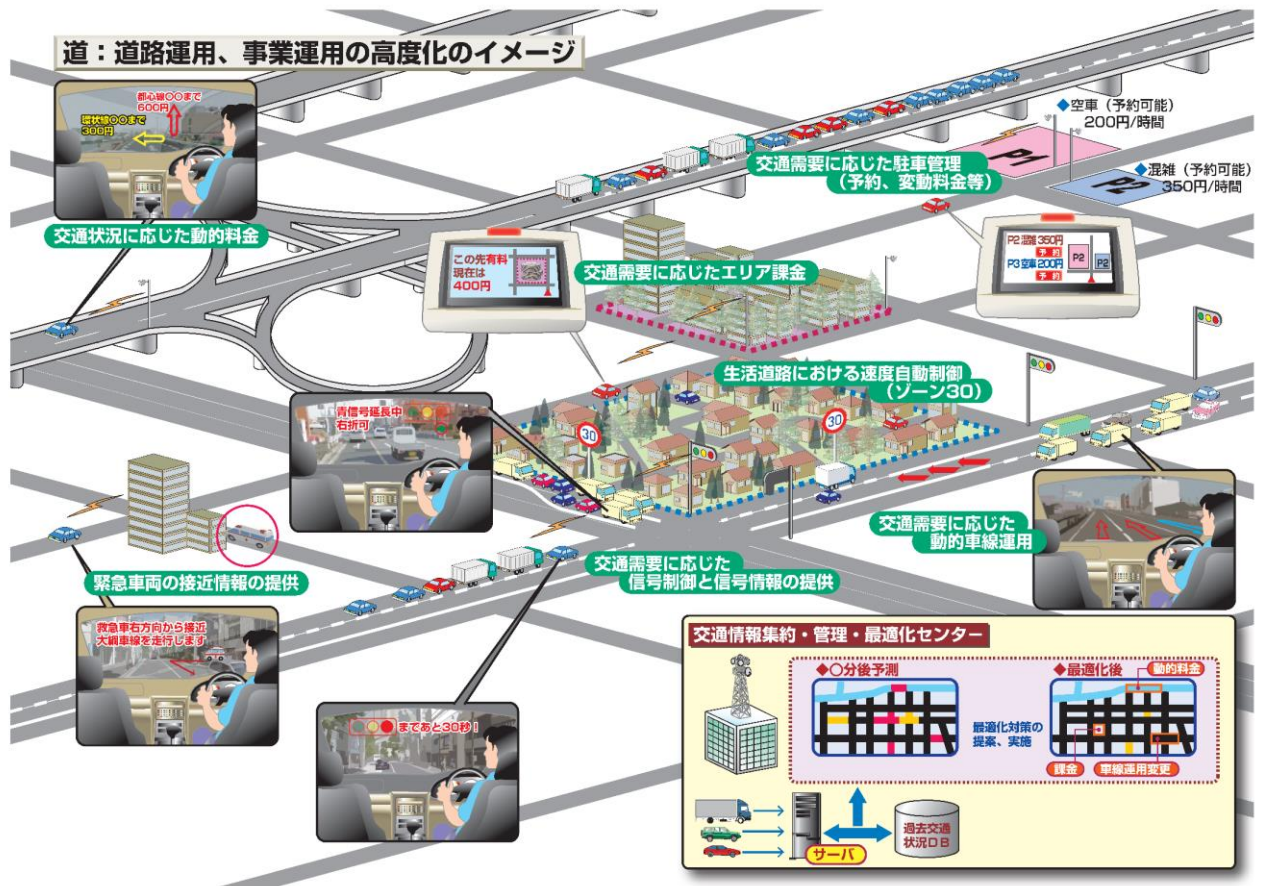 道：道路運用、事業運用の高度化のイメージ
都心線〇〇まで
600円
環状線〇〇まで
300円
交通状況に応じた動的料金
◆空車（予約可能）
200円/時間
P1
交通需要に応じた駐車管理
（予約、変動料金等）
◆混雑（予約可能）
350円/時間
P2
この先有料
現在は
400円
交通需要に応じたエリア課金
P2 混雑 350円
予約
P3 空車 200円
予約
P2
P2
生活道路における速度自動制御
（ゾーン30）
青信号延長中
右折可
30
30
交通需要に応じた
動的車線運用
緊急車両の接近情報の提供
交通需要に応じた
信号制御と信号情報の提供
救急車右方向から接近
大綱車線を走行します
まであと30秒！
交通情報集約・管理・最適化センター
◆〇分後予測
◆最適化後
動的料金
最適化対策の
提案、実施
課金
車線運用変更
過去交通
状況DB
サーバ